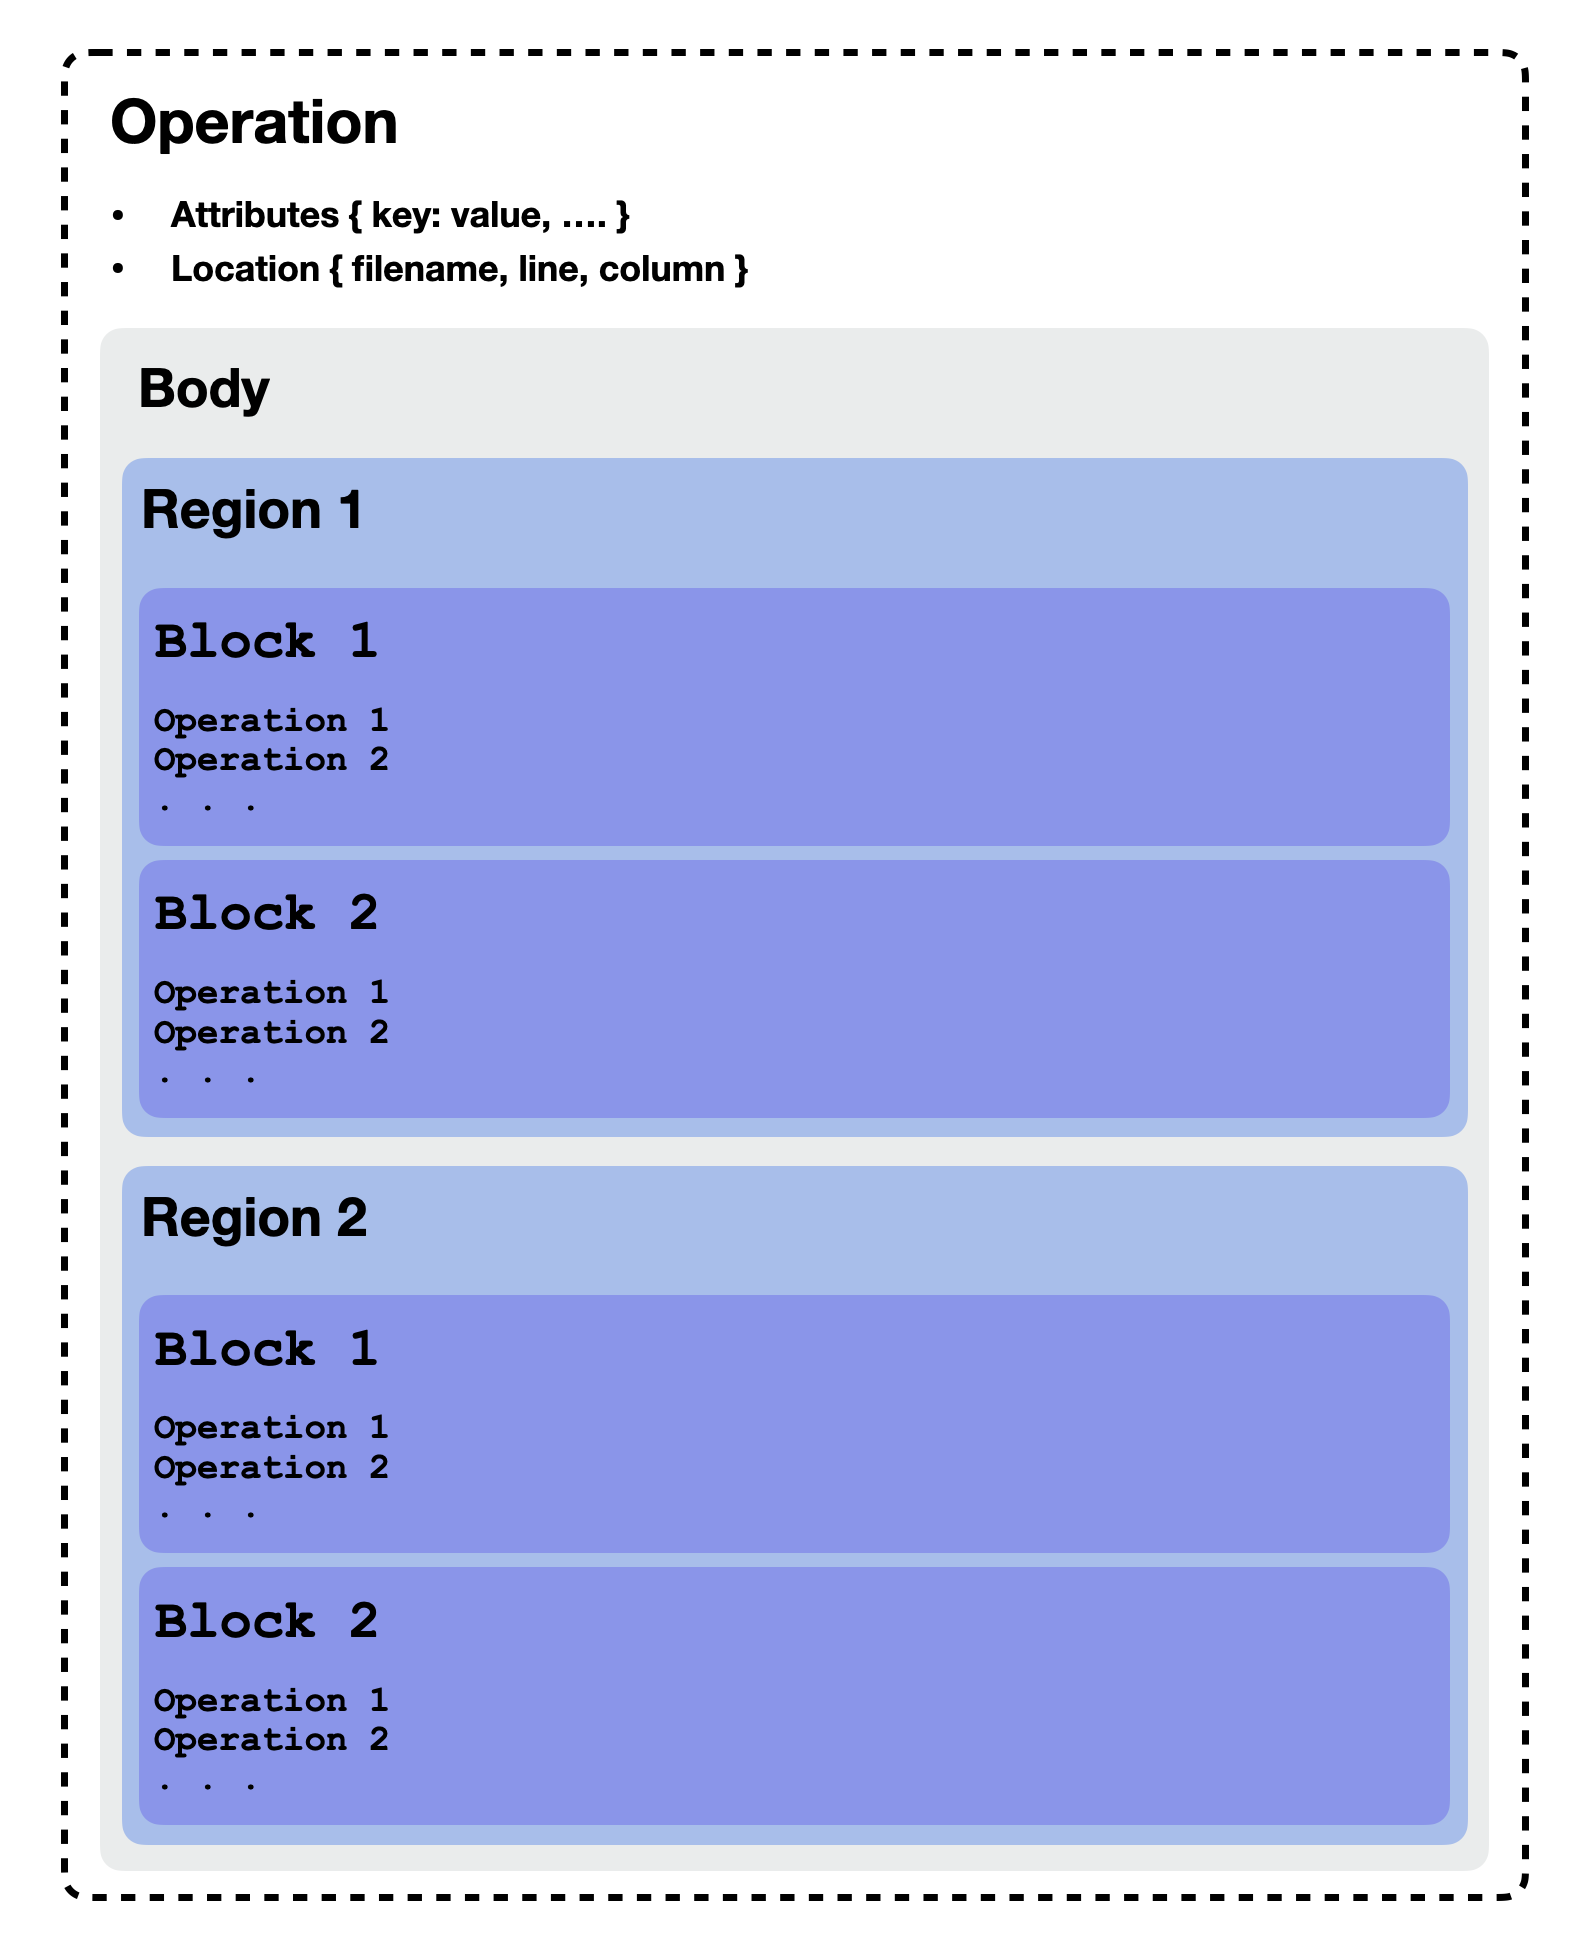 Operation
• Attributes { key: value, .... }
• Location { filename, line, column }
Body
Region 1
Block 1
Operation 1
Operation 2
. . .
Block 2
Operation 1
Operation 2
. . .
Region 2
Block 1
Operation 1
Operation 2
. . .
Block 2
Operation 1
Operation 2
. . .